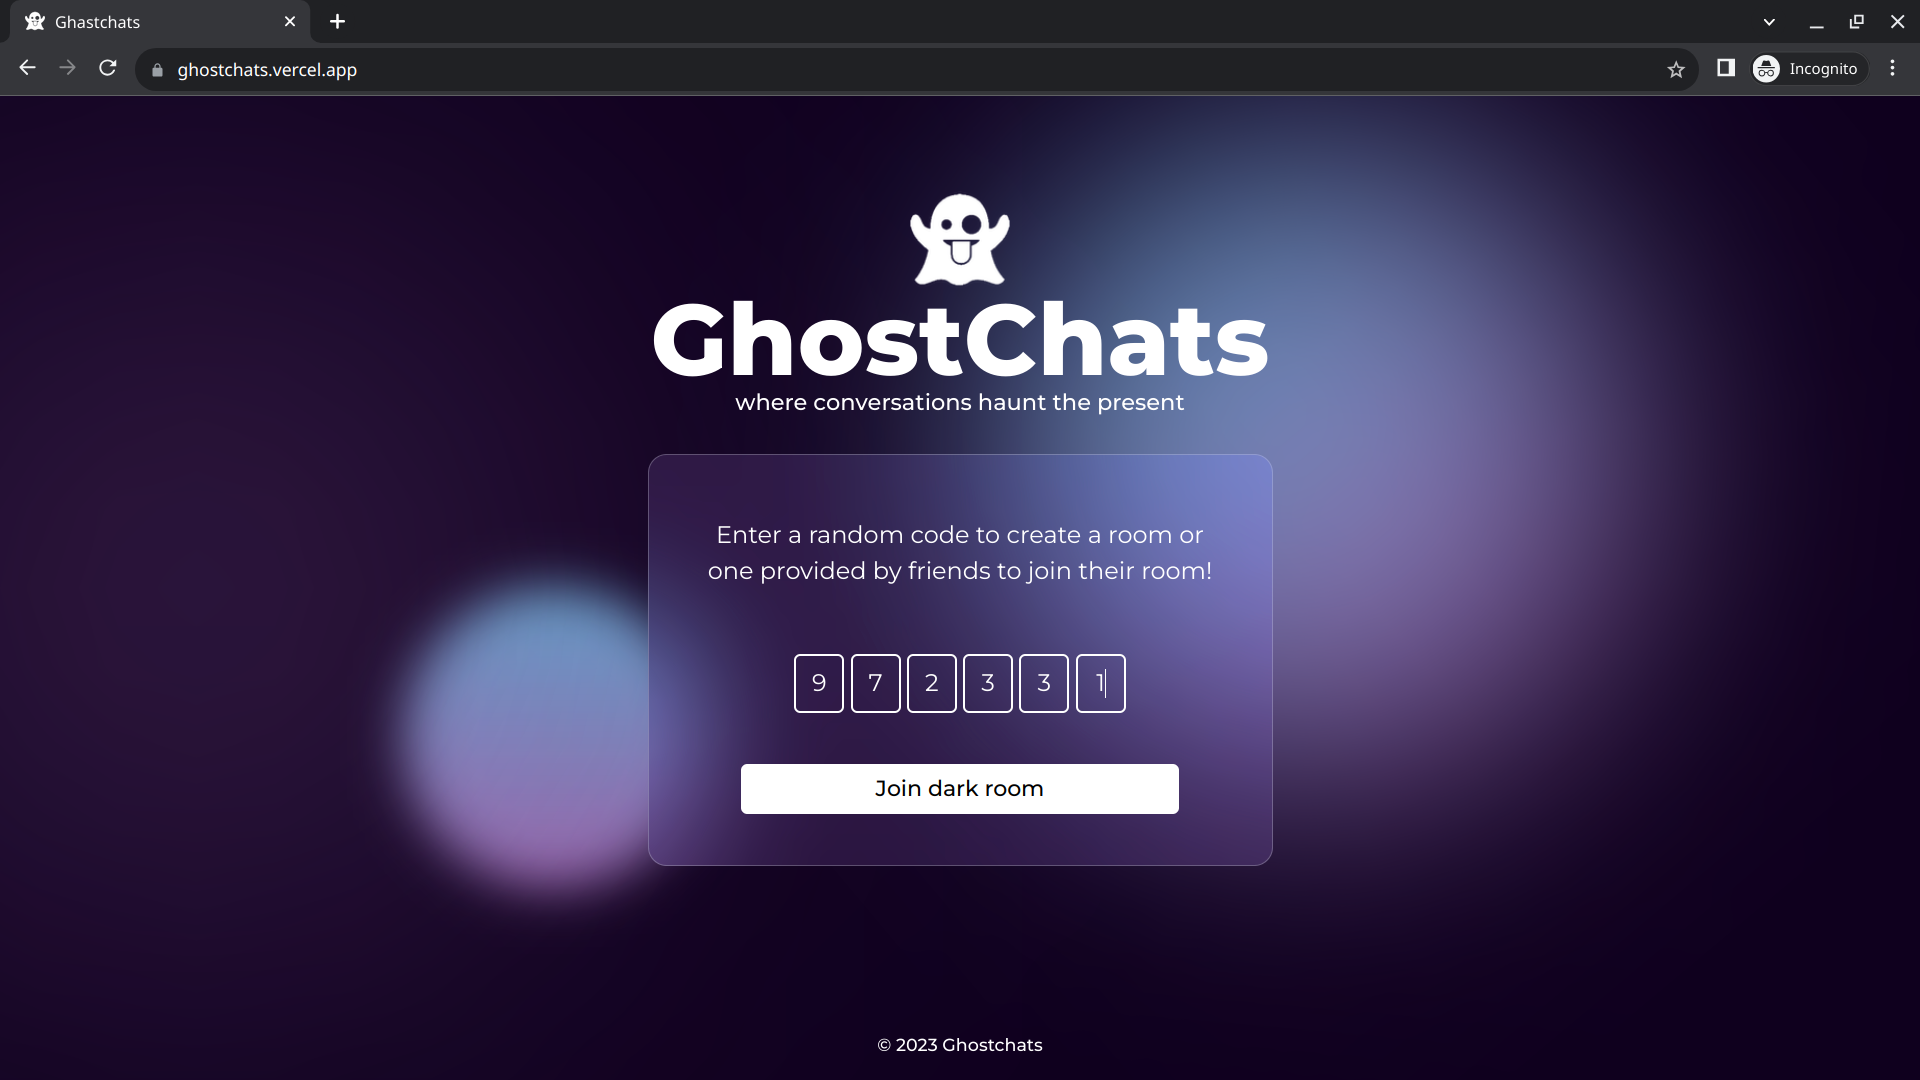 Ghastchats
ghostchats.vercel.app
Incognito
GhostChats
where conversations haunt the present
Enter a random code to create a room or
one provided by friends to join their room!
9 7 2 3 3 1
Join dark room
© 2023 Ghostchats